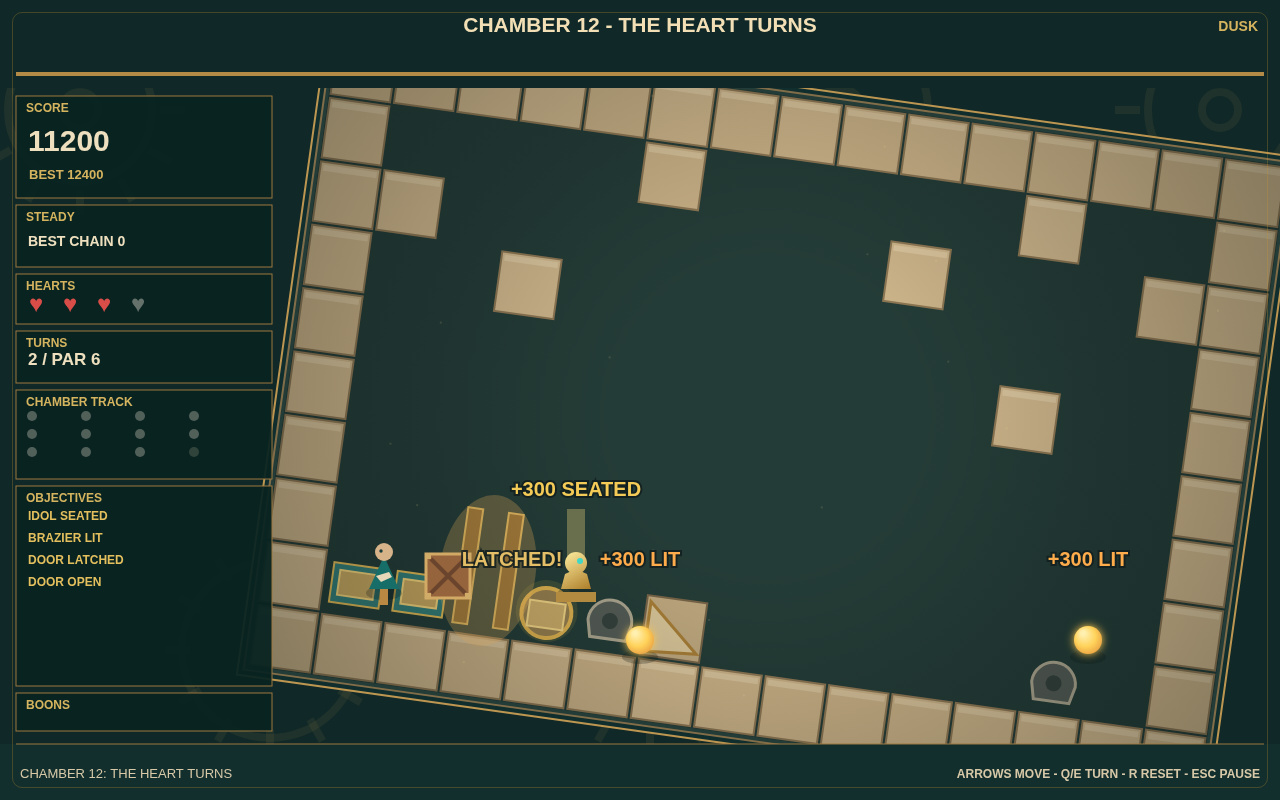 CHAMBER 12 - THE HEART TURNS
DUSK
SCORE
11200
BEST 12400
STEADY
BEST CHAIN 0
HEARTS
TURNS
2 / PAR 6
CHAMBER TRACK
OBJECTIVES
IDOL SEATED
BRAZIER LIT
DOOR LATCHED
DOOR OPEN
BOONS
+300 SEATED
LATCHED!
+300 LIT
+300 LIT
CHAMBER 12: THE HEART TURNS
ARROWS MOVE - Q/E TURN - R RESET - ESC PAUSE